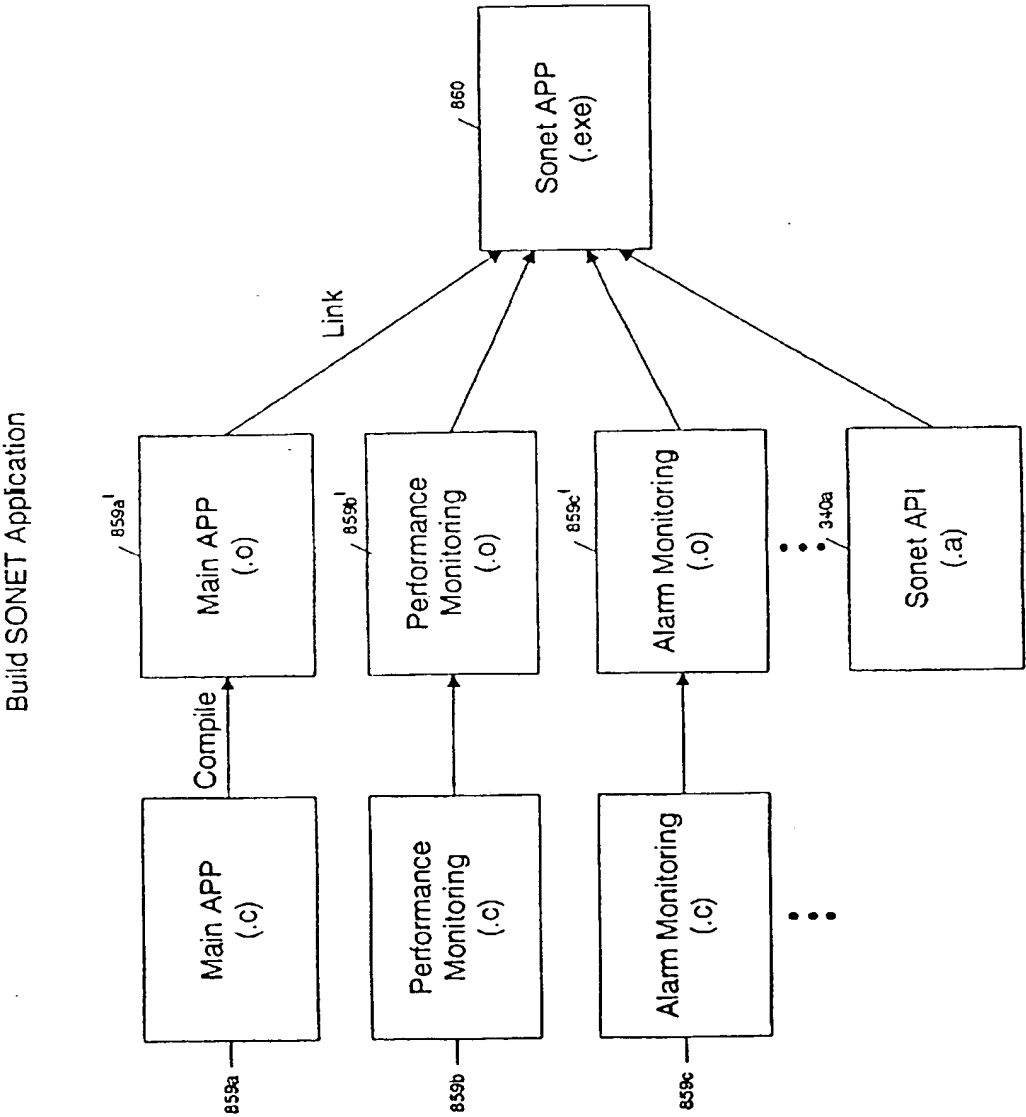 Build SONET Application
859a
Main APP
(.c)
Compile
859a'
Main APP
(.o)
Link
859b
Performance
Monitoring
(.c)
859b'
Performance
Monitoring
(.o)
860
Sonet APP
(.exe)
859c
Alarm Monitoring
(.c)
859c'
Alarm Monitoring
(.o)
340a
Sonet API
(.a)